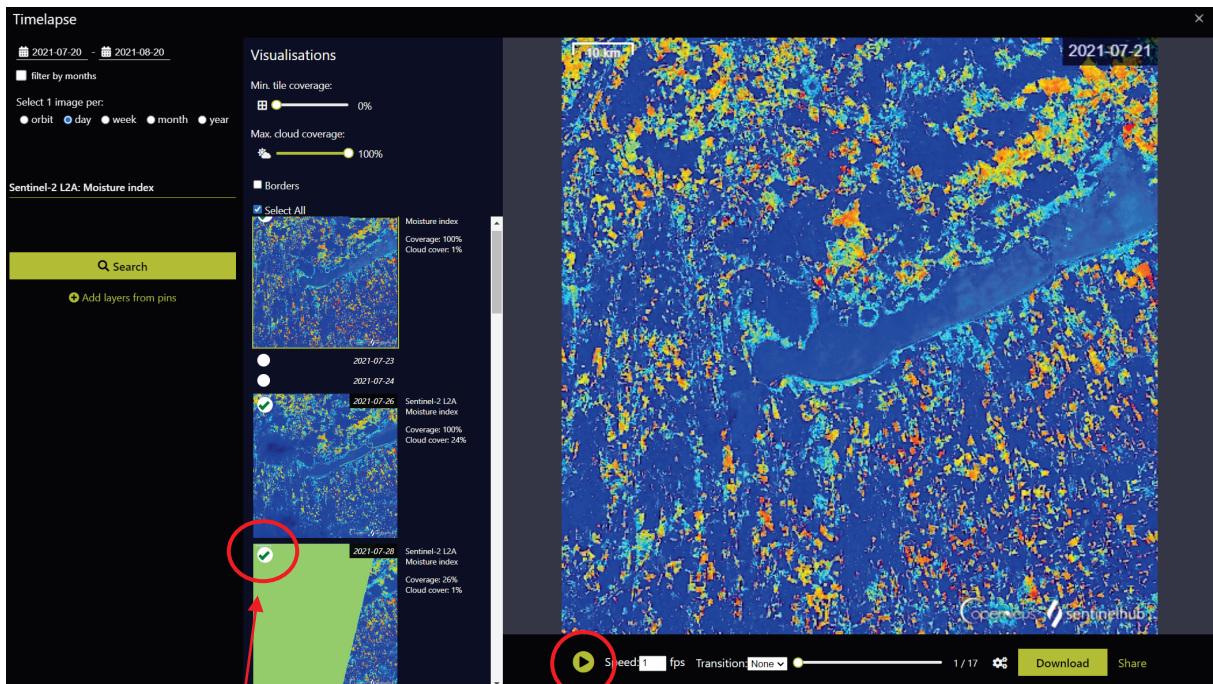 Timelapse
2021-07-20 - 2021-08-20
filter by months
Select 1 image per:
orbit day week month year
Sentinel-2 L2A: Moisture index
Search
Add layers from pins
Visualisations
Min. tile coverage:
0%
Max. cloud coverage:
100%
Borders
Select All
Moisture index
Coverage: 100%
Cloud cover: 1%
2021-07-23
2021-07-24
2021-07-26 Sentinel-2 L2A
Moisture index
Coverage: 100%
Cloud cover: 24%
2021-07-28 Sentinel-2 L2A
Moisture index
Coverage: 26%
Cloud cover: 1%
10 km
2021-07-21
opernicus sentinelhub
Speed: 1 fps Transition: None 1 / 17 Download Share